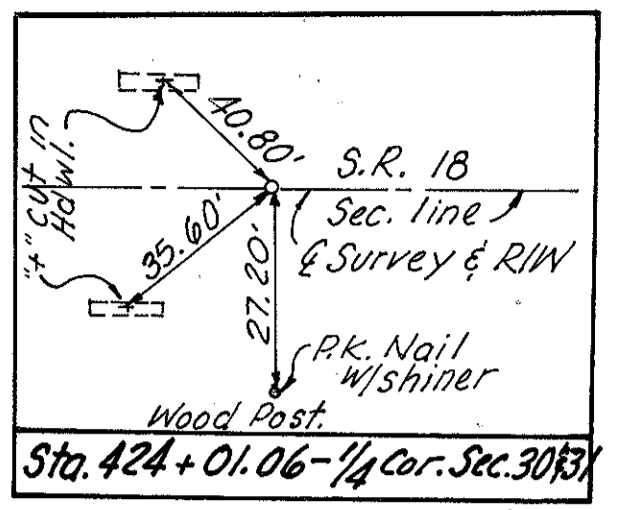 40.80'
"+" cut in
Hdwl.
S.R. 18
Sec. line
℄ Survey & R/W
35.60'
27.20'
P.K. Nail
w/shiner
Wood Post.
Sta. 424 + 01.06 - 1/4 Cor. Sec. 30&31